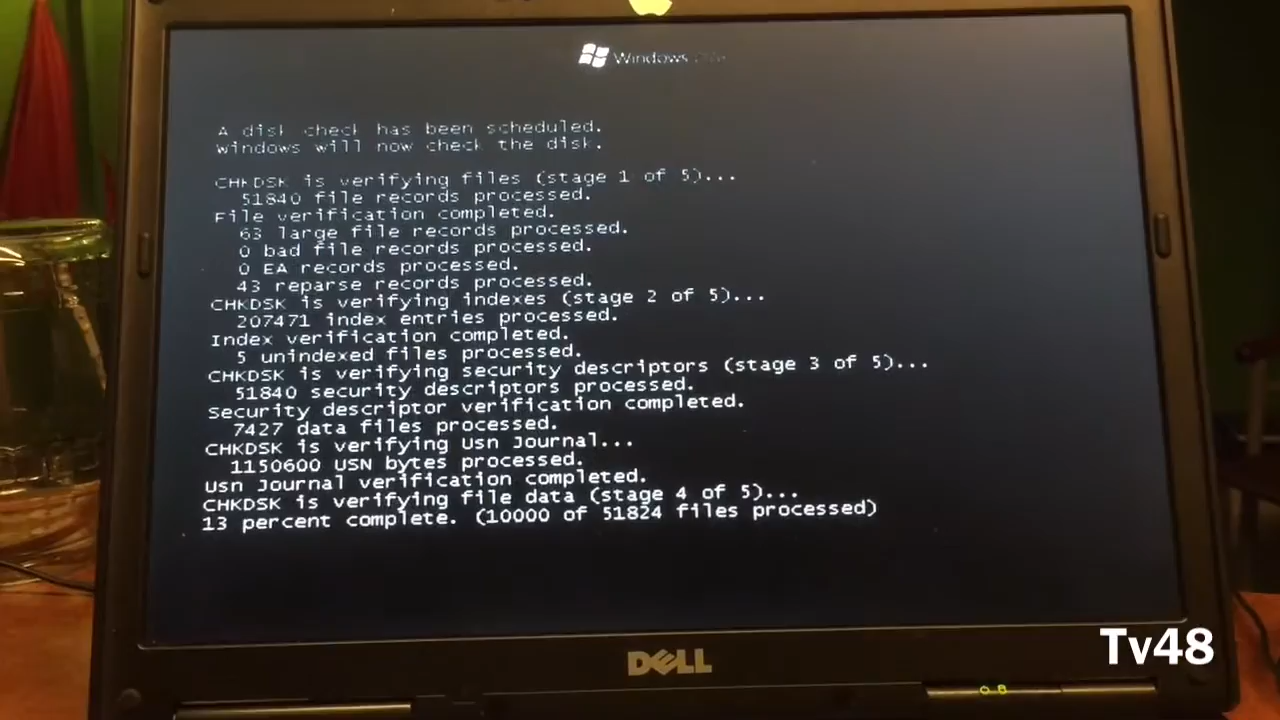 Windows
A disk check has been scheduled.
Windows will now check the disk.
CHKDSK is verifying files (stage 1 of 5)...
51840 file records processed.
File verification completed.
63 large file records processed.
0 bad file records processed.
0 EA records processed.
43 reparse records processed.
CHKDSK is verifying indexes (stage 2 of 5)...
207471 index entries processed.
Index verification completed.
5 unindexed files processed.
CHKDSK is verifying security descriptors (stage 3 of 5)...
51840 security descriptors processed.
Security descriptor verification completed.
7427 data files processed.
CHKDSK is verifying Usn Journal...
1150600 USN bytes processed.
Usn Journal verification completed.
CHKDSK is verifying file data (stage 4 of 5)...
13 percent complete. (10000 of 51824 files processed)
DELL
Tv48